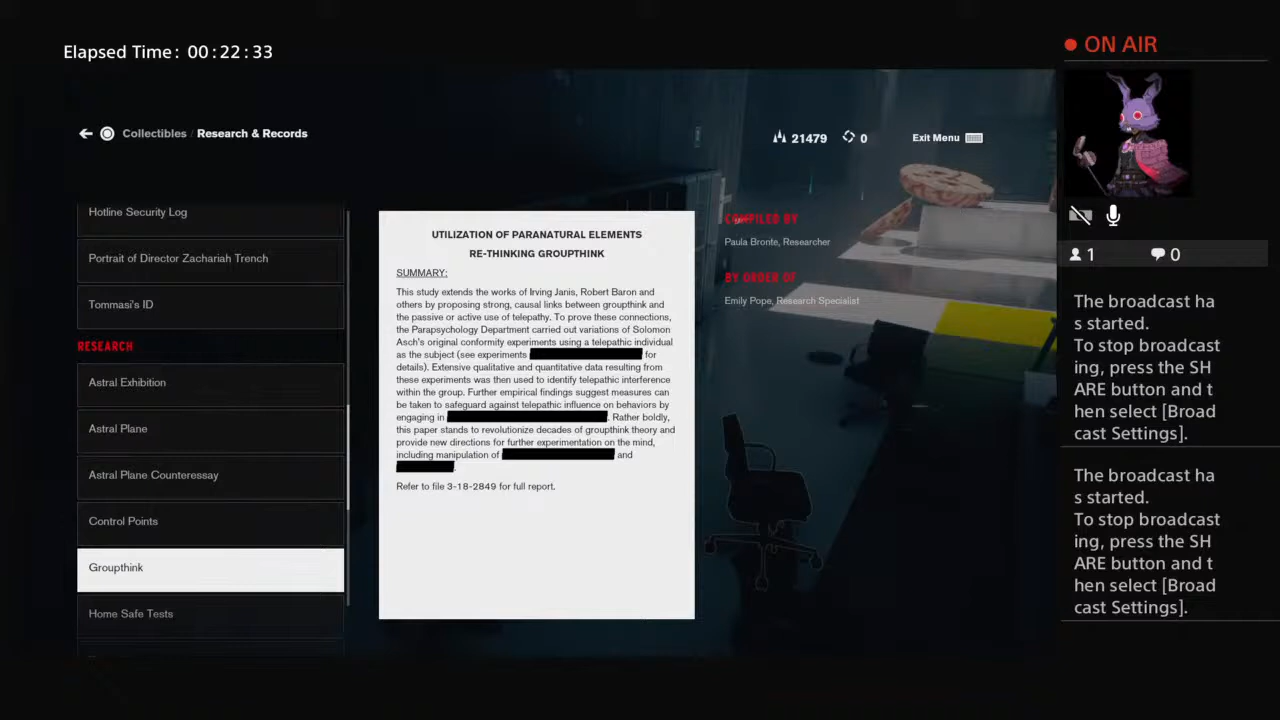 Elapsed Time: 00:22:33
ON AIR
Collectibles / Research & Records
21479
0
Exit Menu
Hotline Security Log
Portrait of Director Zachariah Trench
Tommasi's ID
RESEARCH
Astral Exhibition
Astral Plane
Astral Plane Counteressay
Control Points
Groupthink
Home Safe Tests
UTILIZATION OF PARANATURAL ELEMENTS
RE-THINKING GROUPTHINK
SUMMARY:
This study extends the works of Irving Janis, Robert Baron and
others by proposing strong, causal links between groupthink and
the passive or active use of telepathy. To prove these connections,
the Parapsychology Department carried out variations of Solomon
Asch's original conformity experiments using a telepathic individual
as the subject (see experiments for
details). Extensive qualitative and quantitative data resulting from
these experiments was then used to identify telepathic interference
within the group. Further empirical findings suggest measures can
be taken to safeguard against telepathic influence on behaviors by
engaging in . Rather boldly,
this paper stands to revolutionize decades of groupthink theory and
provide new directions for further experimentation on the mind,
including manipulation of and
.
Refer to file 3-18-2849 for full report.
COMPILED BY
Paula Bronte, Researcher
BY ORDER OF
Emily Pope, Research Specialist
1
0
The broadcast ha
s started.
To stop broadcast
ing, press the SH
ARE button and t
hen select [Broad
cast Settings].
The broadcast ha
s started.
To stop broadcast
ing, press the SH
ARE button and t
hen select [Broad
cast Settings].